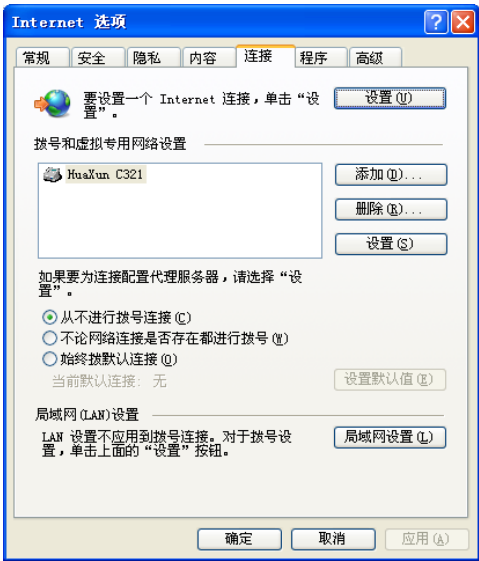 Internet 选项
常规 安全 隐私 内容 连接 程序 高级
要设置一个 Internet 连接，单击“设
置”。
设置(U)
拨号和虚拟专用网络设置
HuaXun C321
添加(D)...
删除(R)...
设置(S)
如果要为连接配置代理服务器，请选择“设
置”。
从不进行拨号连接(C)
不论网络连接是否存在都进行拨号(W)
始终拨默认连接(O)
当前默认连接: 无
设置默认值(E)
局域网(LAN)设置
LAN 设置不应用到拨号连接。对于拨号设
置，单击上面的“设置”按钮。
局域网设置(L)
确定 取消 应用(A)